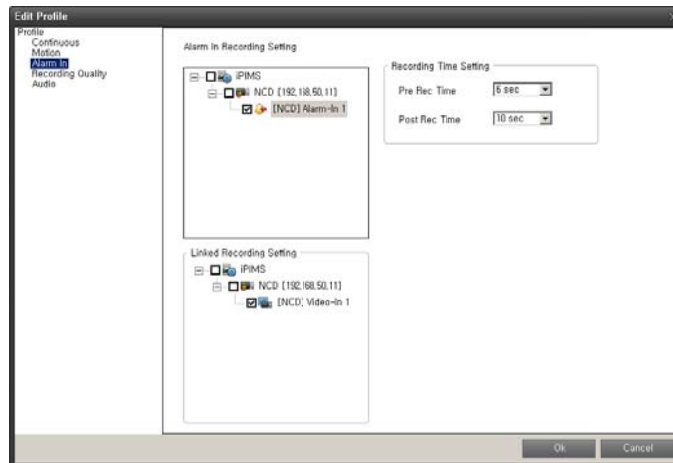 Edit Profile
Profile
Continuous
Motion
Alarm In
Recording Quality
Audio
Alarm In Recording Setting
iPIMS
NCD [192,168,50,11]
[NCD] Alarm-In 1
Recording Time Setting
Pre Rec Time
6 sec
Post Rec Time
10 sec
Linked Recording Setting
iPIMS
NCD [192,168,50,11]
[NCD] Video-In 1
Ok
Cancel